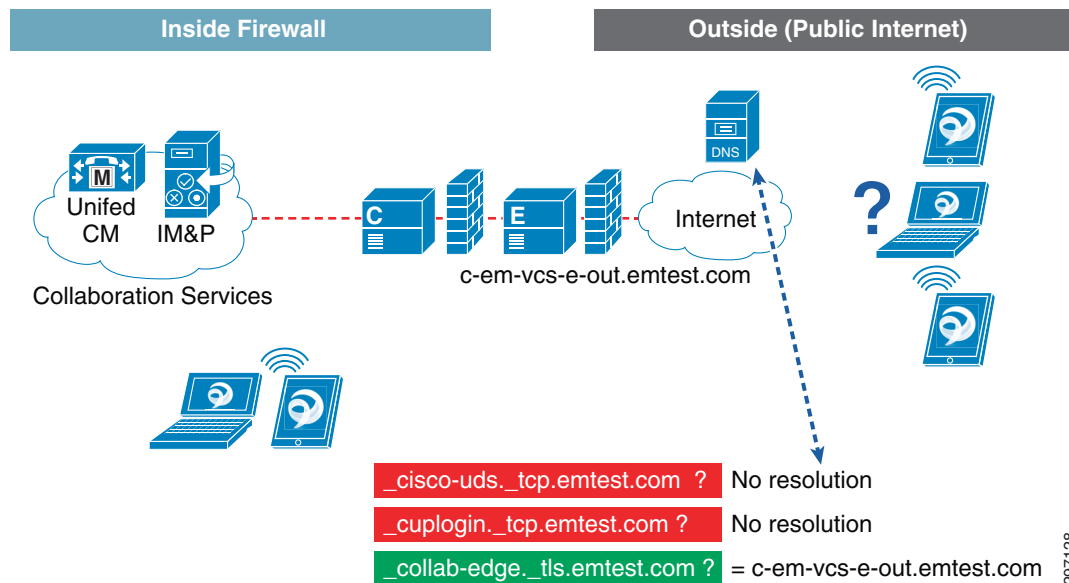 Inside Firewall
Outside (Public Internet)
DNS
M
Unifed
CM
IM&P
C
E
Internet
?
c-em-vcs-e-out.emtest.com
Collaboration Services
_cisco-uds._tcp.emtest.com ? No resolution
_cuplogin._tcp.emtest.com ? No resolution
_collab-edge._tls.emtest.com ? = c-em-vcs-e-out.emtest.com